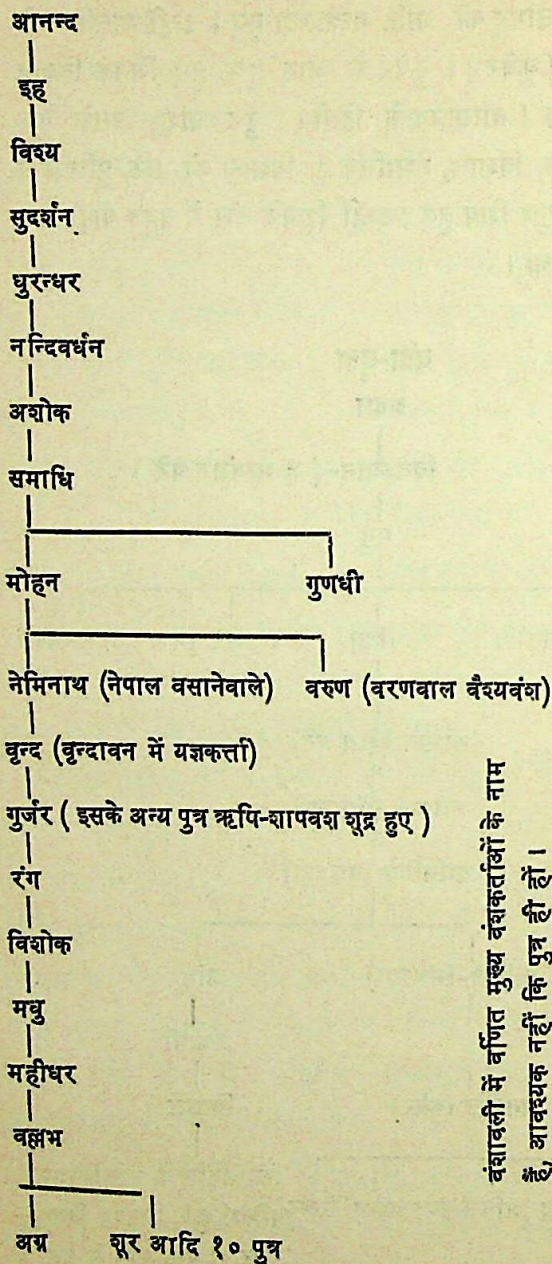 आनन्द
इह
विश्य
सुदर्शन
धुरन्धर
नन्दिवर्धन
अशोक
समाधि
मोहन गुणधी
नेमिनाथ (नेपाल वसानेवाले) वरुण (वरणवाल वैश्यवंश)
वृन्द (वृन्दावन में यज्ञकर्त्ता)
गुर्जर ( इसके अन्य पुत्र ऋषि-शापवश शूद्र हुए )
रंग
विशोक
मधु
महीधर
वल्लभ
अग्र शूर आदि १० पुत्र
वंशावली में वर्णित मुख्य वंशकर्ताओं के नाम
हैं, आवश्यक नहीं कि पुत्र ही हों ।